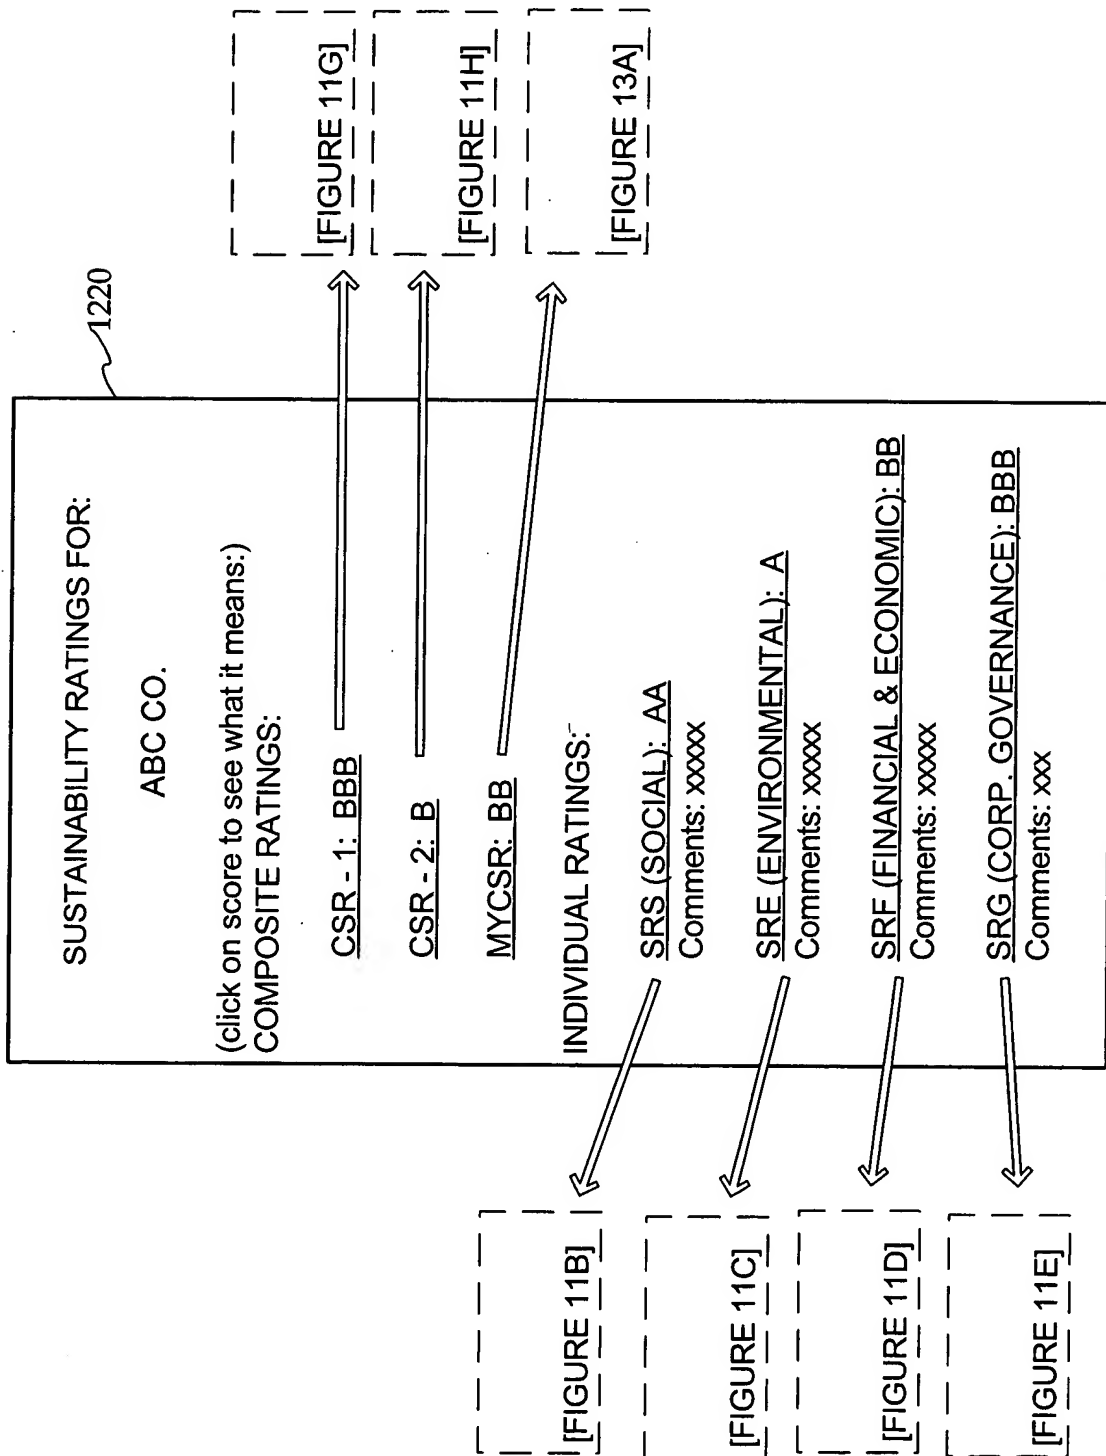 1220
SUSTAINABILITY RATINGS FOR:
ABC CO.
(click on score to see what it means:)
COMPOSITE RATINGS:
CSR - 1: BBB
[FIGURE 11G]
CSR - 2: B
[FIGURE 11H]
MYCSR: BB
[FIGURE 13A]
INDIVIDUAL RATINGS:
SRS (SOCIAL): AA
Comments: xxxxx
[FIGURE 11B]
SRE (ENVIRONMENTAL): A
Comments: xxxxx
[FIGURE 11C]
SRF (FINANCIAL & ECONOMIC): BB
Comments: xxxxx
[FIGURE 11D]
SRG (CORP. GOVERNANCE): BBB
Comments: xxx
[FIGURE 11E]